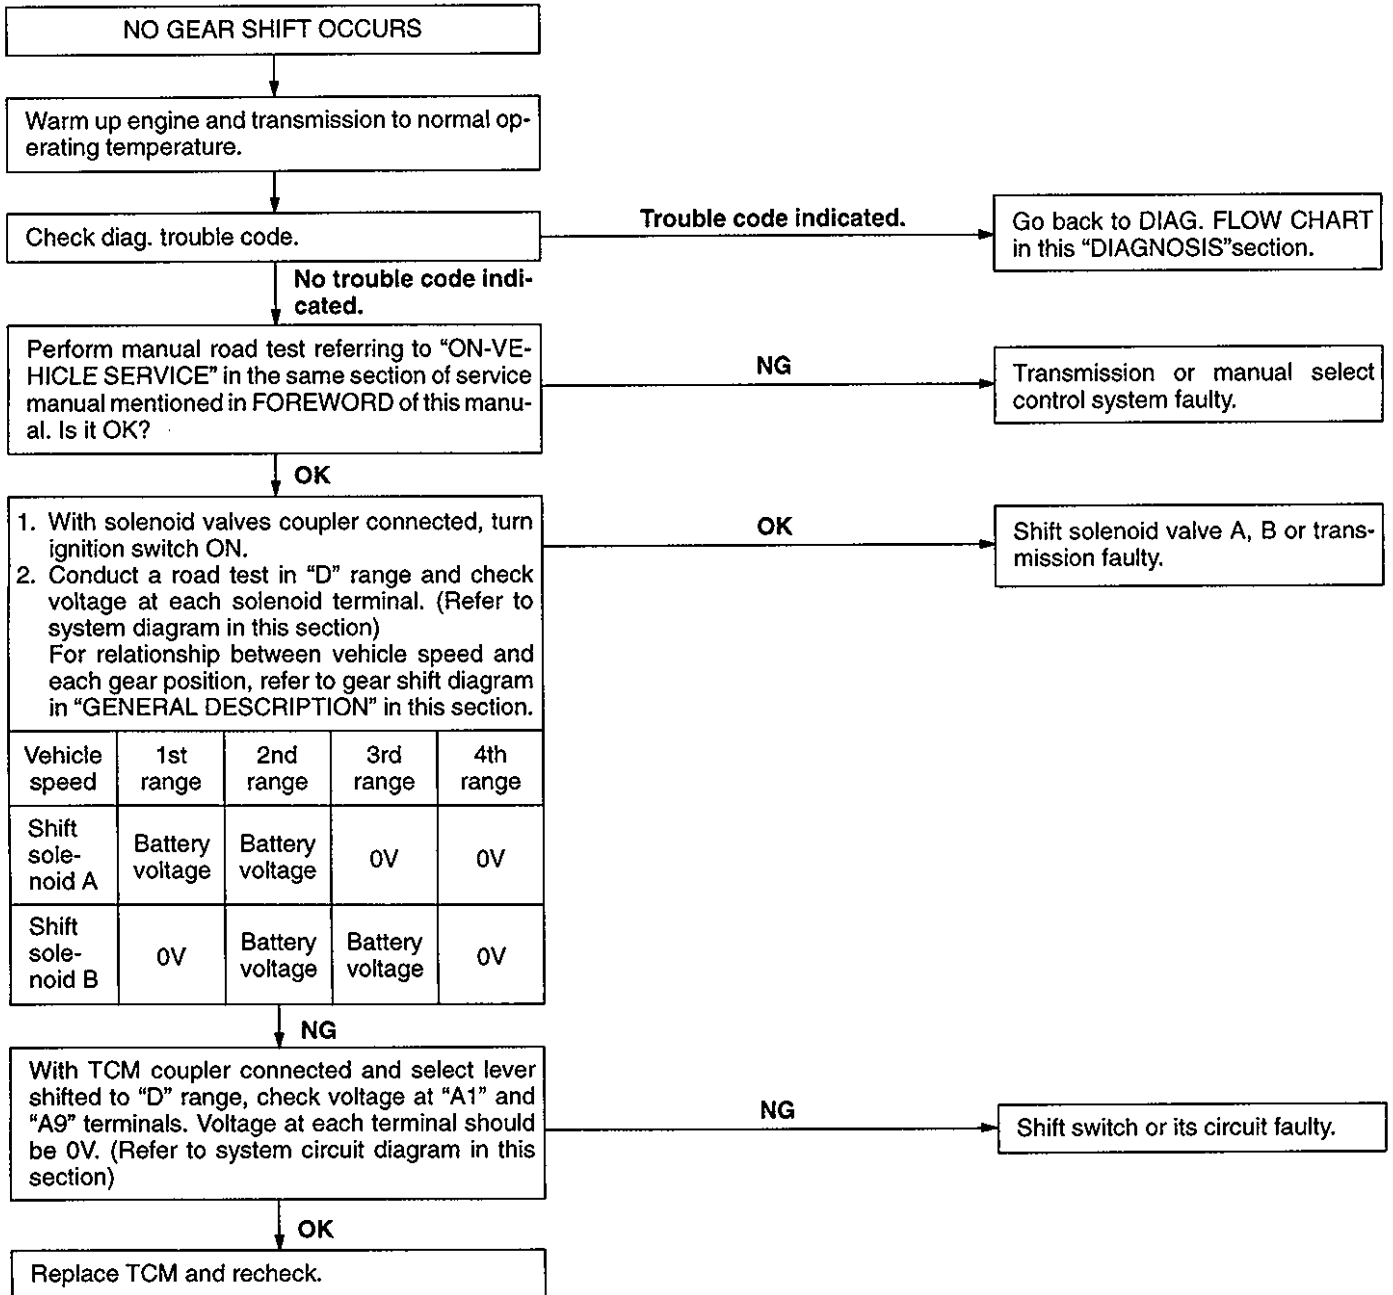 NO GEAR SHIFT OCCURS
Warm up engine and transmission to normal op-
erating temperature.
Check diag. trouble code.
Trouble code indicated.
Go back to DIAG. FLOW CHART
in this “DIAGNOSIS”section.
No trouble code indi-
cated.
Perform manual road test referring to “ON-VE-
HICLE SERVICE” in the same section of service
manual mentioned in FOREWORD of this manu-
al. Is it OK?
NG
Transmission or manual select
control system faulty.
OK
1. With solenoid valves coupler connected, turn
ignition switch ON.
2. Conduct a road test in “D” range and check
voltage at each solenoid terminal. (Refer to
system diagram in this section)
For relationship between vehicle speed and
each gear position, refer to gear shift diagram
in “GENERAL DESCRIPTION” in this section.
OK
Shift solenoid valve A, B or trans-
mission faulty.
Vehicle speed 1st range 2nd range 3rd range 4th range
Shift sole-noid A Battery voltage Battery voltage 0V 0V
Shift sole-noid B 0V Battery voltage Battery voltage 0V
NG
With TCM coupler connected and select lever
shifted to “D” range, check voltage at “A1” and
“A9” terminals. Voltage at each terminal should
be 0V. (Refer to system circuit diagram in this
section)
NG
Shift switch or its circuit faulty.
OK
Replace TCM and recheck.